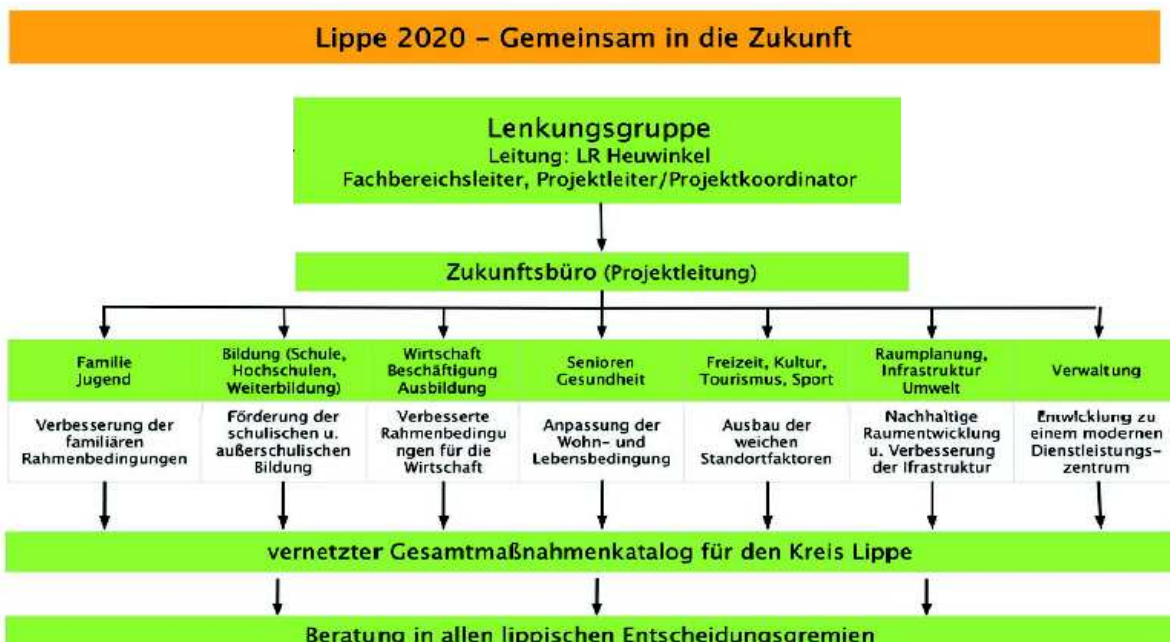 Lippe 2020 – Gemeinsam in die Zukunft
Lenkungsgruppe
Leitung: LR Heuwinkel
Fachbereichsleiter, Projektleiter/Projektkoordinator
Zukunftsbüro (Projektleitung)
Familie
Jugend
Bildung (Schule,
Hochschulen,
Weiterbildung)
Wirtschaft
Beschäftigung
Ausbildung
Senioren
Gesundheit
Freizeit, Kultur,
Tourismus, Sport
Raumplanung,
Infrastruktur
Umwelt
Verwaltung
Verbesserung der
familiären
Rahmenbedingungen
Förderung der
schulischen u.
außerschulischen
Bildung
Verbesserte
Rahmenbedingu
ngen für die
Wirtschaft
Anpassung der
Wohn- und
Lebensbedingung
Ausbau der
weichen
Standortfaktoren
Nachhaltige
Raumentwicklung
u. Verbesserung
der Ifrastruktur
Entwicklung zu
einem modernen
Dienstleistungs-
zentrum
vernetzter Gesamtmaßnahmenkatalog für den Kreis Lippe
Beratung in allen lippischen Entscheidungsgremien